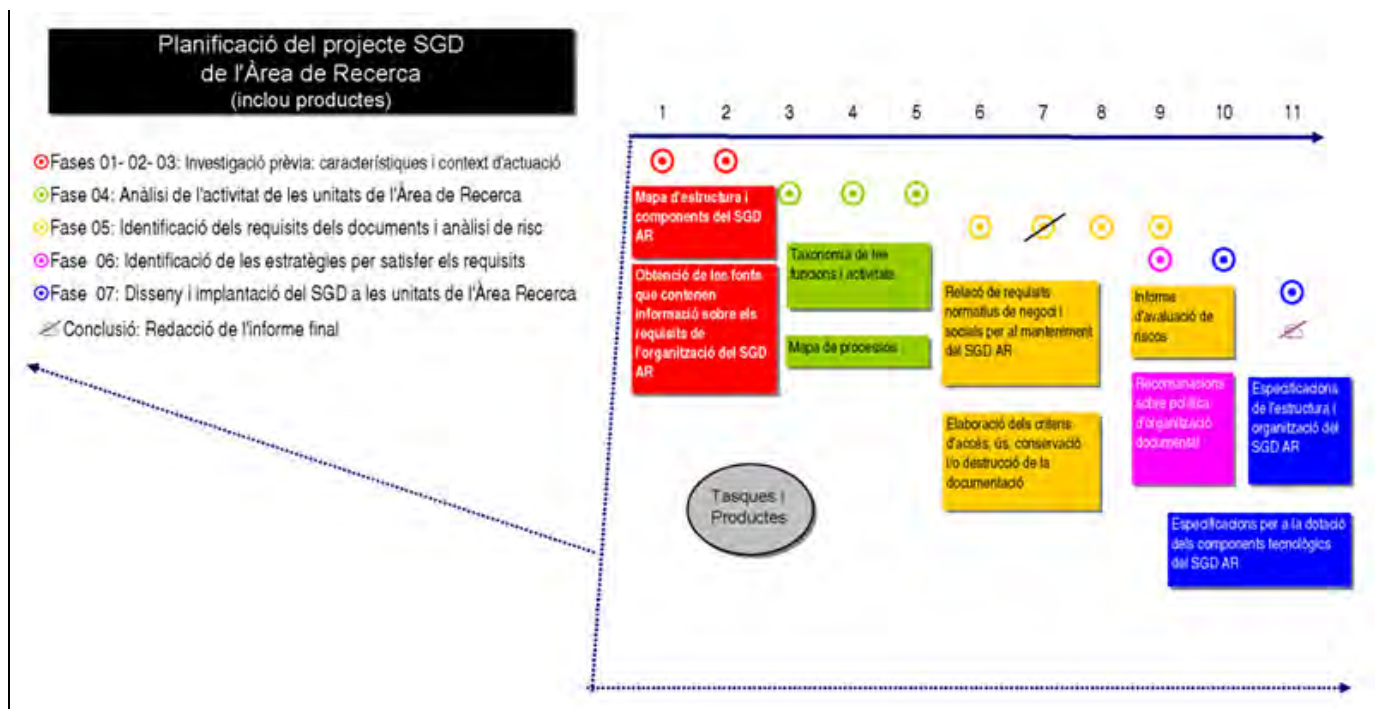 Planificació del projecte SGD
de l'Àrea de Recerca
(inclou productes)
1 2 3 4 5 6 7 8 9 10 11
Fases 01- 02- 03: Investigació prèvia: característiques i context d'actuació
Fase 04: Anàlisi de l'activitat de les unitats de l'Àrea de Recerca
Fase 05: Identificació dels requisits dels documents i anàlisi de risc
Fase 06: Identificació de les estratègies per satisfer els requisits
Fase 07: Disseny i implantació del SGD a les unitats de l'Àrea Recerca
Conclusió: Redacció de l'informe final
Mapa d'estructura i
components del SGD
AR
Obtenció de les fonts
que contenen
informació sobre els
requisits de
l'organització del SGD
AR
Taxonomia de les
funcions i activitats
Mapa de processos
Relació de requisits
normatius de negoci i
socials per al manteniment
del SGD AR
Elaboració dels criteris
d'accés, ús, conservació
i/o destrucció de la
documentació
Informe
d'avaluació de
riscos
Recomanacions
sobre política
d'organització
documental
Especificacions
de l'estructura i
organització del
SGD AR
Especificacions per a la dotació
dels components tecnològics
del SGD AR
Tasques i
Productes